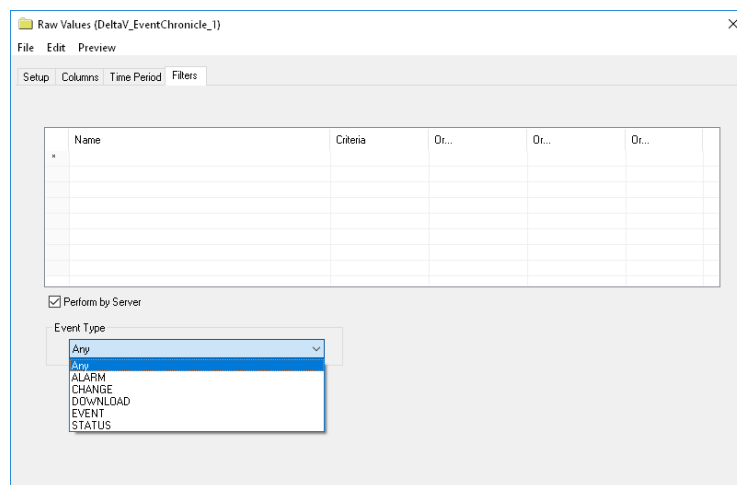 Raw Values (DeltaV_EventChronicle_1)
File Edit Preview
Setup Columns Time Period Filters
Name Criteria Or... Or... Or...
*
Perform by Server
Event Type
Any
Any
ALARM
CHANGE
DOWNLOAD
EVENT
STATUS